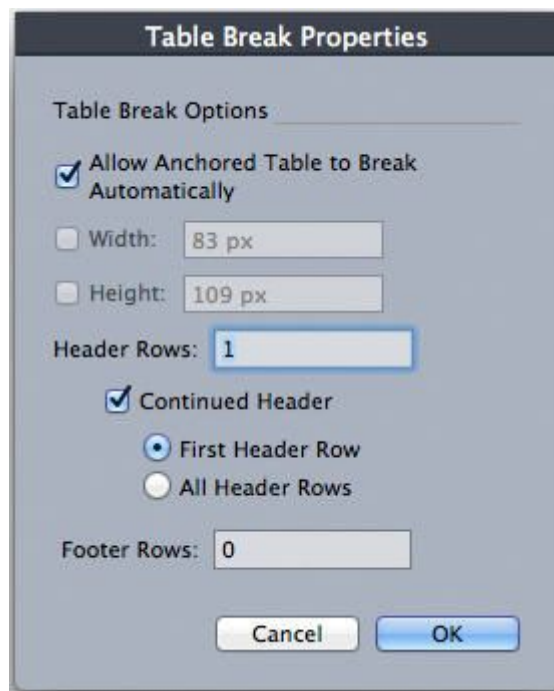 Table Break Properties
Table Break Options
Allow Anchored Table to Break
Automatically
Width: 83 px
Height: 109 px
Header Rows: 1
Continued Header
First Header Row
All Header Rows
Footer Rows: 0
Cancel OK